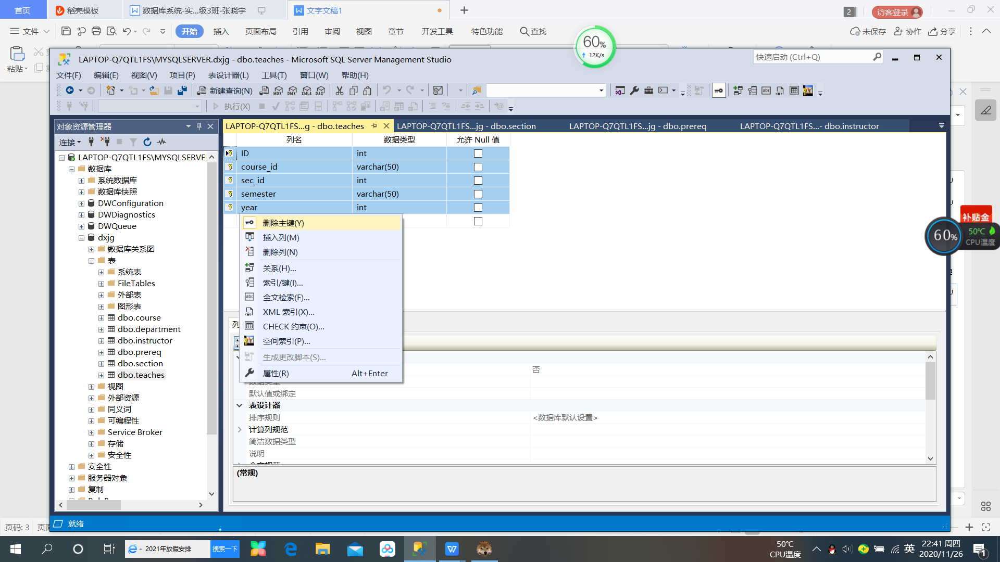 首页
稻壳模板
数据库系统-实...级3班-张晓宇
文字文稿1
2
访客登录
文件
开始
插入
页面布局
引用
审阅
视图
章节
开发工具
特色功能
查找
未保存
协作
分享
粘贴
60%
12K/s
LAPTOP-Q7QTL1FS\MYSQLSERVER.dxjg - dbo.teaches - Microsoft SQL Server Management Studio
快速启动 (Ctrl+Q)
文件(F)
编辑(E)
视图(V)
项目(P)
表设计器(L)
工具(T)
窗口(W)
帮助(H)
新建查询(N)
MDX
DMX
XMLA
DAX
执行(X)
对象资源管理器
连接
LAPTOP-Q7QTL1FS\MYSQLSERVE
数据库
系统数据库
数据库快照
DWConfiguration
DWDiagnostics
DWQueue
dxjg
数据库关系图
表
系统表
FileTables
外部表
图形表
dbo.course
dbo.department
dbo.instructor
dbo.prereq
dbo.section
dbo.teaches
视图
外部资源
同义词
可编程性
Service Broker
存储
安全性
安全性
服务器对象
复制
LAPTOP-Q7QTL1FS...g - dbo.teaches
LAPTOP-Q7QTL1FS...jg - dbo.section
LAPTOP-Q7QTL1FS...jg - dbo.prereq
LAPTOP-Q7QTL1FS...- dbo.instructor
列名 数据类型 允许 Null 值
ID int
course_id varchar(50)
sec_id int
semester varchar(50)
year int
删除主键(Y)
插入列(M)
删除列(N)
关系(H)...
索引/键(I)...
全文检索(F)...
XML 索引(X)...
CHECK 约束(O)...
空间索引(P)...
生成更改脚本(S)...
属性(R) Alt+Enter
列
否
数据类型
默认值或绑定
表设计器
排序规则 <数据库默认设置>
计算列规范
简洁数据类型
说明
(常规)
补贴金
60%
50℃
CPU温度
就绪
页码: 3
2021年放假安排
搜索一下
50℃
CPU温度
英
22:41 周四
2020/11/26
1